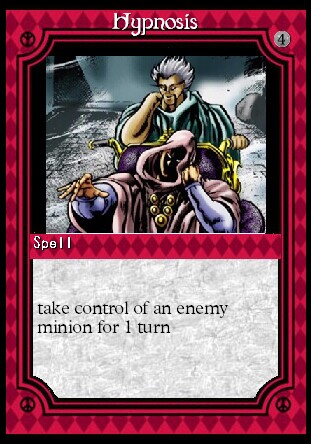 Hypnosis
4
Spell
take control of an enemy
minion for 1 turn